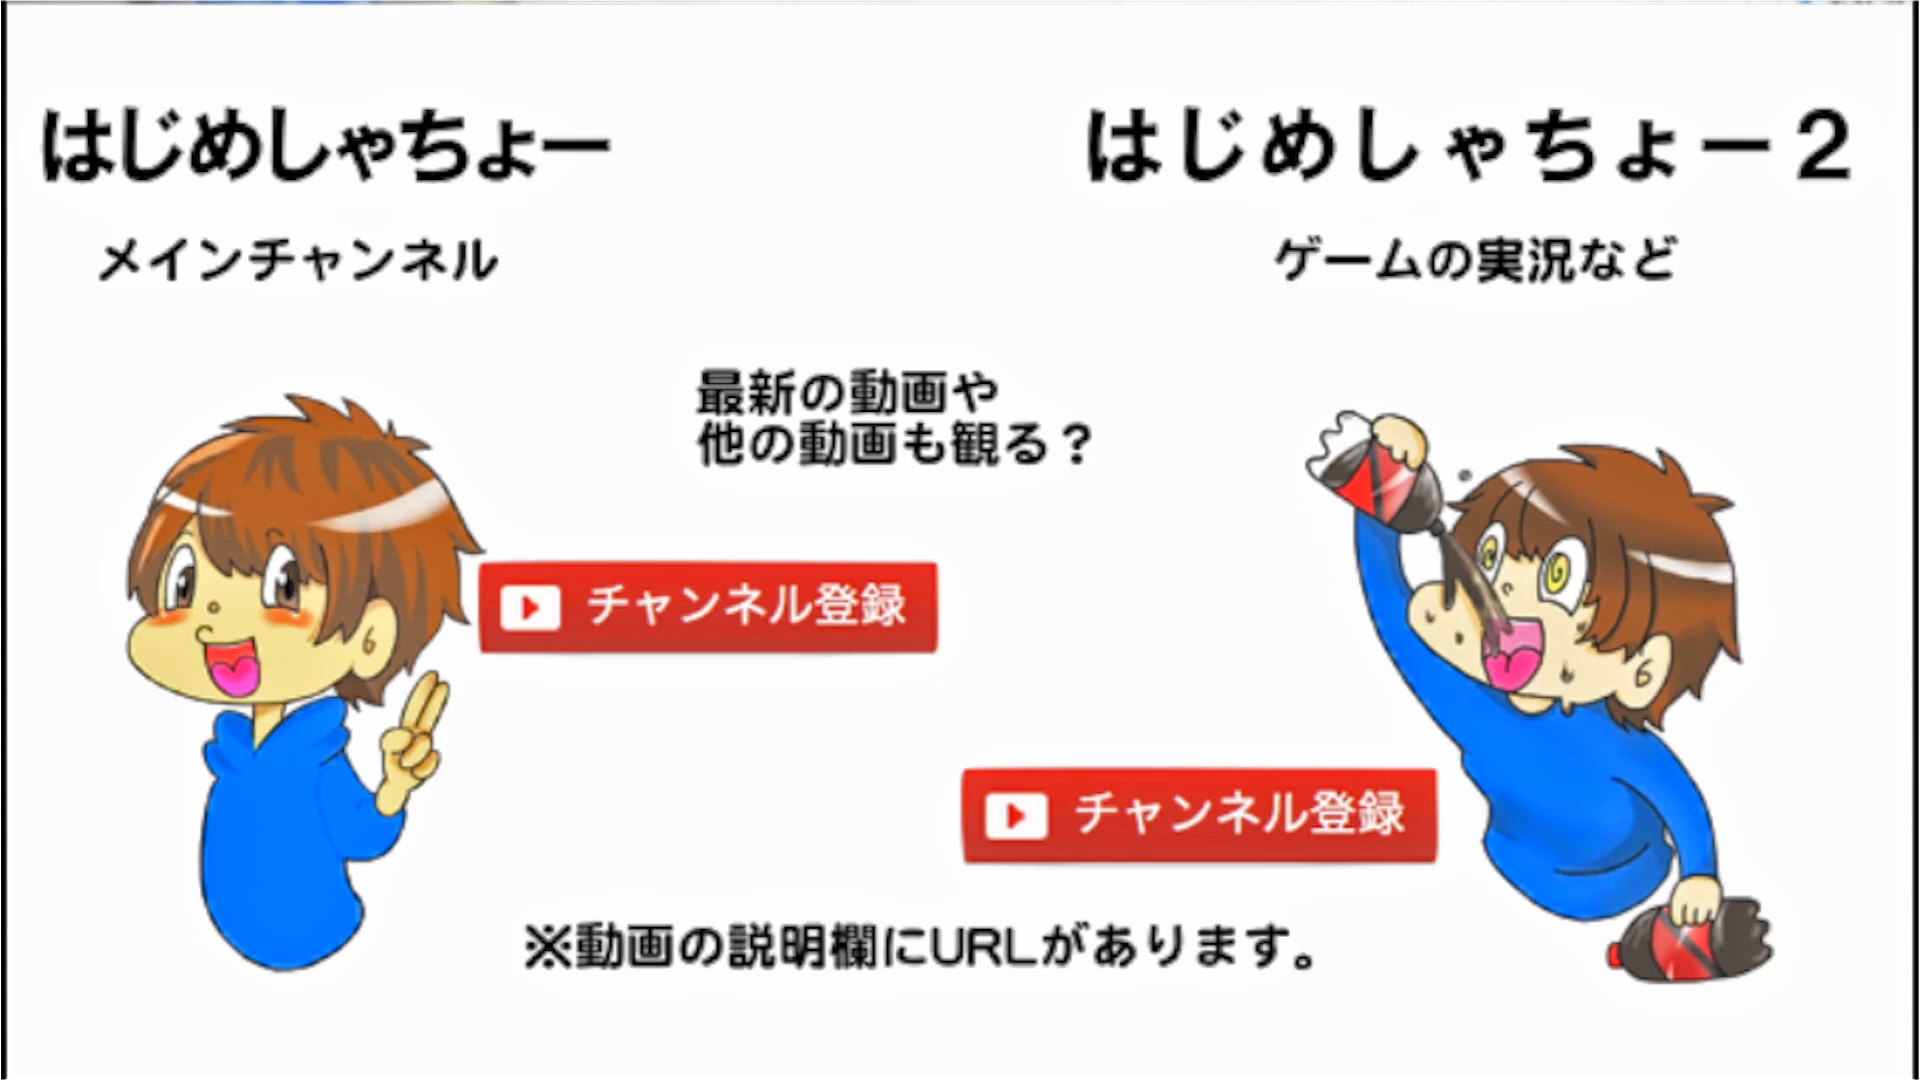 はじめしゃちょー
はじめしゃちょー２
メインチャンネル
ゲームの実況など
最新の動画や
他の動画も観る？
チャンネル登録
チャンネル登録
※動画の説明欄にURLがあります。